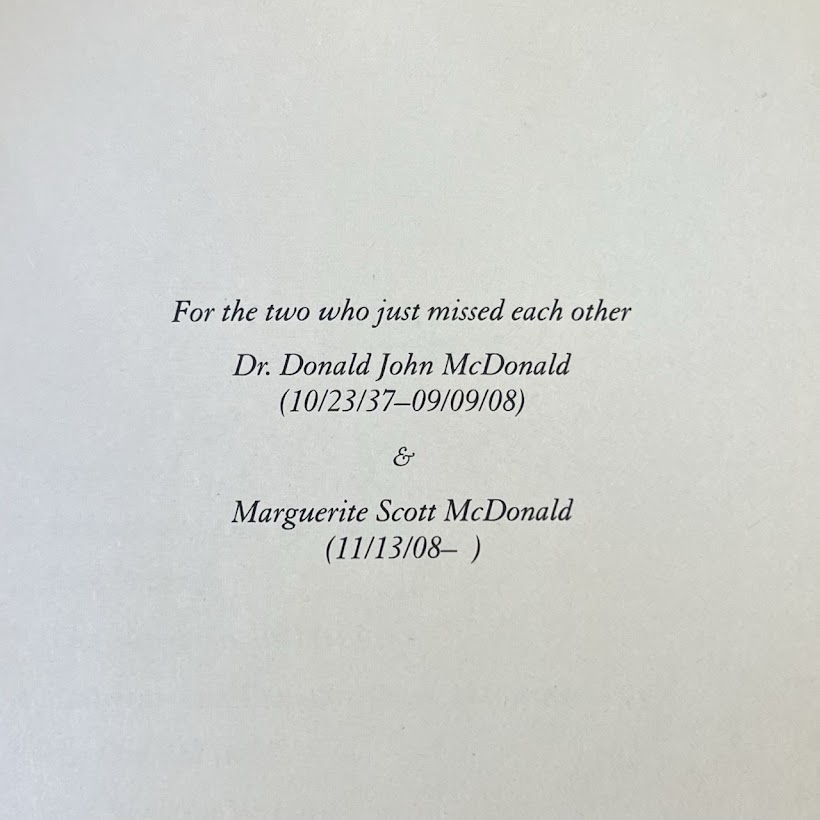 For the two who just missed each other
Dr. Donald John McDonald
(10/23/37–09/09/08)
&
Marguerite Scott McDonald
(11/13/08–  )